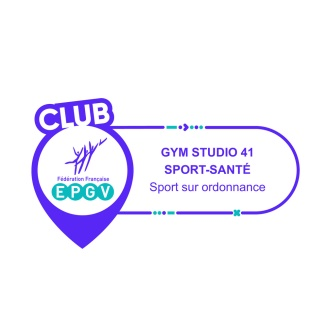 CLUB
Fédération Française
EPGV
GYM STUDIO 41
SPORT-SANTÉ
Sport sur ordonnance